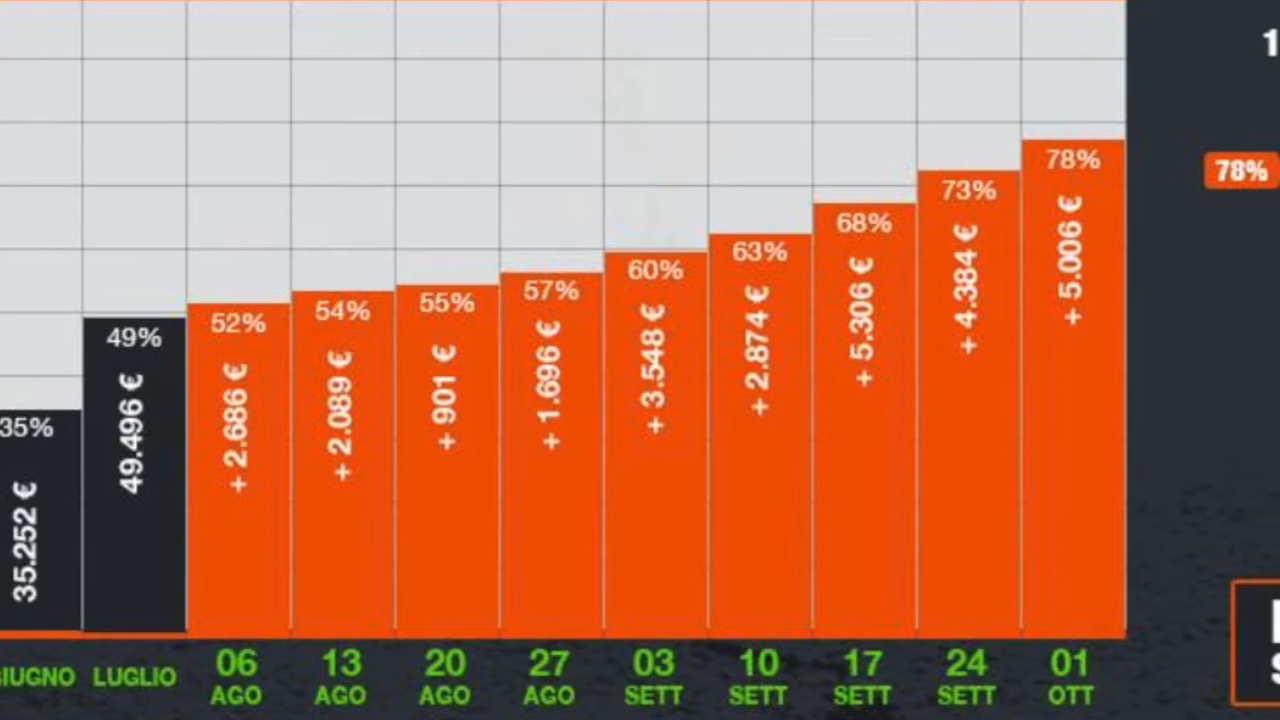 35%
35.252 €
49%
49.496 €
52%
+ 2.686 €
54%
+ 2.089 €
55%
+ 901 €
57%
+ 1.696 €
60%
+ 3.548 €
63%
+ 2.874 €
68%
+ 5.306 €
73%
+ 4.384 €
78%
+ 5.006 €
IUGNO
LUGLIO
06
AGO
13
AGO
20
AGO
27
AGO
03
SETT
10
SETT
17
SETT
24
SETT
01
OTT
1
78%
S